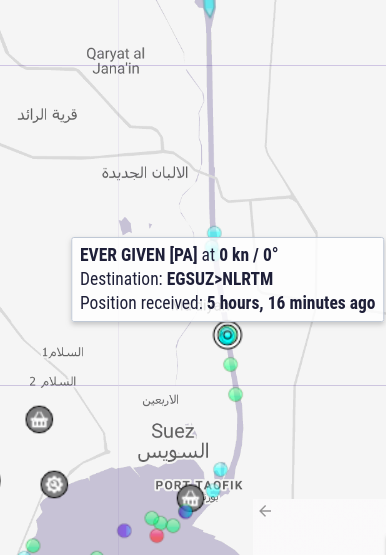 Qaryat al
Jana'in
قرية الرائد
الالبان الجديدة
EVER GIVEN [PA] at 0 kn / 0°
Destination: EGSUZ>NLRTM
Position received: 5 hours, 16 minutes ago
السلام1
السلام 2
الاربعين
Suez
السويس
PORT TAOFIK